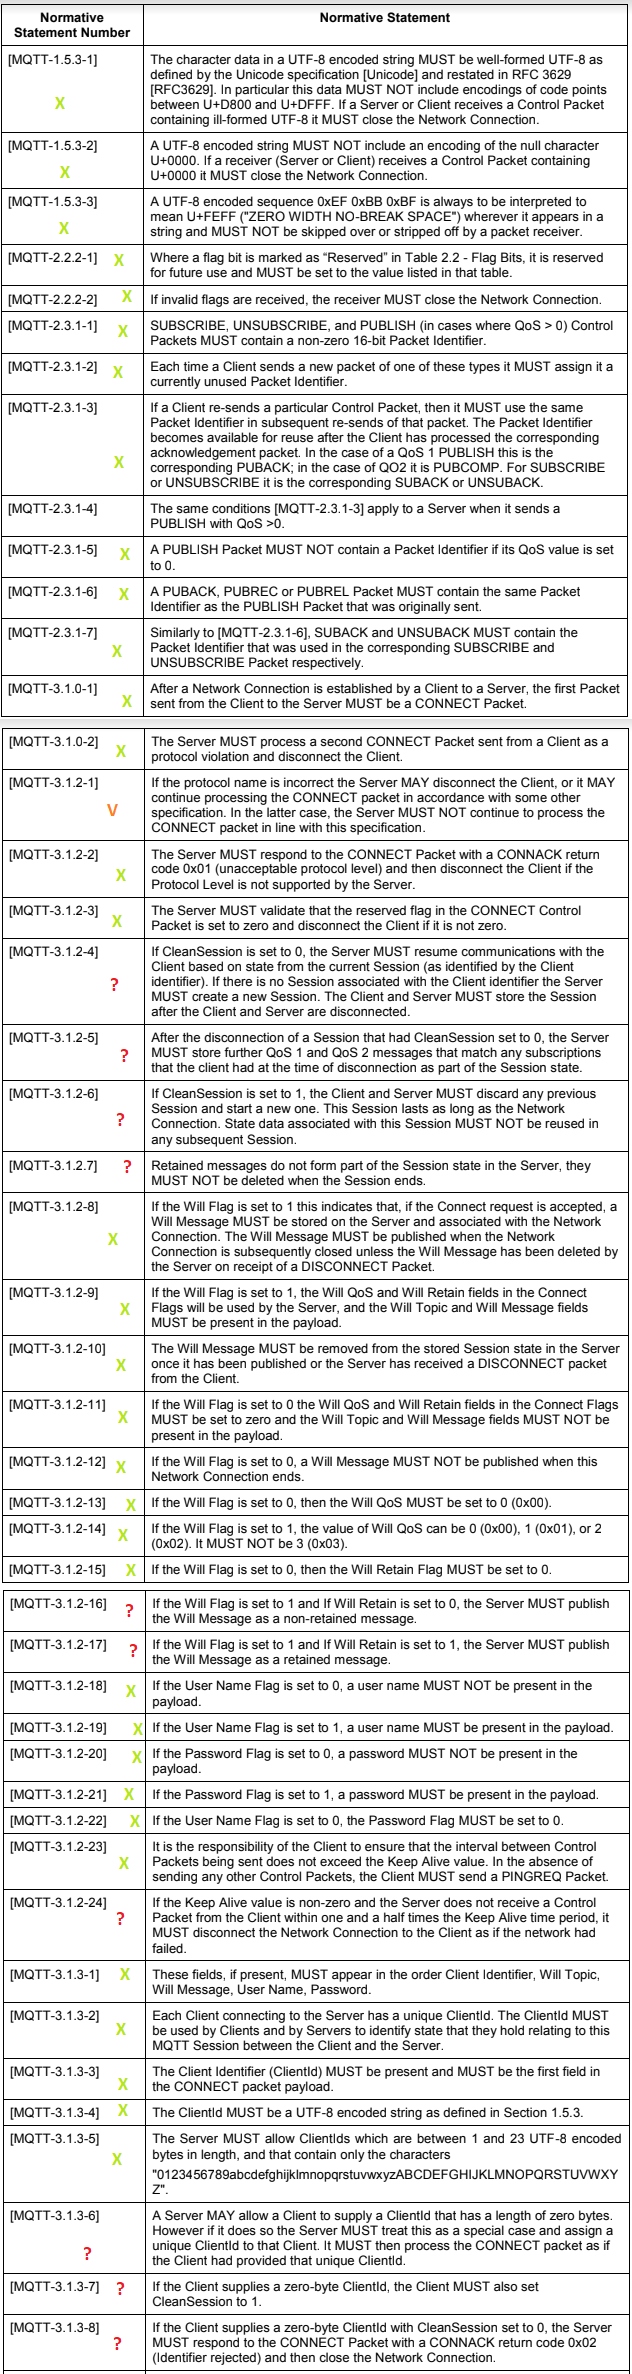 Normative Statement Number
Normative Statement
[MQTT-1.5.3-1]
X
The character data in a UTF-8 encoded string MUST be well-formed UTF-8 as
defined by the Unicode specification [Unicode] and restated in RFC 3629
[RFC3629]. In particular this data MUST NOT include encodings of code points
between U+D800 and U+DFFF. If a Server or Client receives a Control Packet
containing ill-formed UTF-8 it MUST close the Network Connection.
[MQTT-1.5.3-2]
X
A UTF-8 encoded string MUST NOT include an encoding of the null character
U+0000. If a receiver (Server or Client) receives a Control Packet containing
U+0000 it MUST close the Network Connection.
[MQTT-1.5.3-3]
X
A UTF-8 encoded sequence 0xEF 0xBB 0xBF is always to be interpreted to
mean U+FEFF ("ZERO WIDTH NO-BREAK SPACE") wherever it appears in a
string and MUST NOT be skipped over or stripped off by a packet receiver.
[MQTT-2.2.2-1] X
Where a flag bit is marked as “Reserved” in Table 2.2 - Flag Bits, it is reserved
for future use and MUST be set to the value listed in that table.
[MQTT-2.2.2-2] X
If invalid flags are received, the receiver MUST close the Network Connection.
[MQTT-2.3.1-1] X
SUBSCRIBE, UNSUBSCRIBE, and PUBLISH (in cases where QoS > 0) Control
Packets MUST contain a non-zero 16-bit Packet Identifier.
[MQTT-2.3.1-2] X
Each time a Client sends a new packet of one of these types it MUST assign it a
currently unused Packet Identifier.
[MQTT-2.3.1-3]
X
If a Client re-sends a particular Control Packet, then it MUST use the same
Packet Identifier in subsequent re-sends of that packet. The Packet Identifier
becomes available for reuse after the Client has processed the corresponding
acknowledgement packet. In the case of a QoS 1 PUBLISH this is the
corresponding PUBACK; in the case of QO2 it is PUBCOMP. For SUBSCRIBE
or UNSUBSCRIBE it is the corresponding SUBACK or UNSUBACK.
[MQTT-2.3.1-4]
The same conditions [MQTT-2.3.1-3] apply to a Server when it sends a
PUBLISH with QoS >0.
[MQTT-2.3.1-5] X
A PUBLISH Packet MUST NOT contain a Packet Identifier if its QoS value is set
to 0.
[MQTT-2.3.1-6] X
A PUBACK, PUBREC or PUBREL Packet MUST contain the same Packet
Identifier as the PUBLISH Packet that was originally sent.
[MQTT-2.3.1-7]
X
Similarly to [MQTT-2.3.1-6], SUBACK and UNSUBACK MUST contain the
Packet Identifier that was used in the corresponding SUBSCRIBE and
UNSUBSCRIBE Packet respectively.
[MQTT-3.1.0-1] X
After a Network Connection is established by a Client to a Server, the first Packet
sent from the Client to the Server MUST be a CONNECT Packet.
[MQTT-3.1.0-2] X
The Server MUST process a second CONNECT Packet sent from a Client as a
protocol violation and disconnect the Client.
[MQTT-3.1.2-1]
V
If the protocol name is incorrect the Server MAY disconnect the Client, or it MAY
continue processing the CONNECT packet in accordance with some other
specification. In the latter case, the Server MUST NOT continue to process the
CONNECT packet in line with this specification.
[MQTT-3.1.2-2]
X
The Server MUST respond to the CONNECT Packet with a CONNACK return
code 0x01 (unacceptable protocol level) and then disconnect the Client if the
Protocol Level is not supported by the Server.
[MQTT-3.1.2-3] X
The Server MUST validate that the reserved flag in the CONNECT Control
Packet is set to zero and disconnect the Client if it is not zero.
[MQTT-3.1.2-4]
?
If CleanSession is set to 0, the Server MUST resume communications with the
Client based on state from the current Session (as identified by the Client
identifier). If there is no Session associated with the Client identifier the Server
MUST create a new Session. The Client and Server MUST store the Session
after the Client and Server are disconnected.
[MQTT-3.1.2-5]
?
After the disconnection of a Session that had CleanSession set to 0, the Server
MUST store further QoS 1 and QoS 2 messages that match any subscriptions
that the client had at the time of disconnection as part of the Session state.
[MQTT-3.1.2-6]
?
If CleanSession is set to 1, the Client and Server MUST discard any previous
Session and start a new one. This Session lasts as long as the Network
Connection. State data associated with this Session MUST NOT be reused in
any subsequent Session.
[MQTT-3.1.2.7] ?
Retained messages do not form part of the Session state in the Server, they
MUST NOT be deleted when the Session ends.
[MQTT-3.1.2-8]
X
If the Will Flag is set to 1 this indicates that, if the Connect request is accepted, a
Will Message MUST be stored on the Server and associated with the Network
Connection. The Will Message MUST be published when the Network
Connection is subsequently closed unless the Will Message has been deleted by
the Server on receipt of a DISCONNECT Packet.
[MQTT-3.1.2-9]
X
If the Will Flag is set to 1, the Will QoS and Will Retain fields in the Connect
Flags will be used by the Server, and the Will Topic and Will Message fields
MUST be present in the payload.
[MQTT-3.1.2-10]
X
The Will Message MUST be removed from the stored Session state in the Server
once it has been published or the Server has received a DISCONNECT packet
from the Client.
[MQTT-3.1.2-11]
X
If the Will Flag is set to 0 the Will QoS and Will Retain fields in the Connect Flags
MUST be set to zero and the Will Topic and Will Message fields MUST NOT be
present in the payload.
[MQTT-3.1.2-12] X
If the Will Flag is set to 0, a Will Message MUST NOT be published when this
Network Connection ends.
[MQTT-3.1.2-13] X
If the Will Flag is set to 0, then the Will QoS MUST be set to 0 (0x00).
[MQTT-3.1.2-14] X
If the Will Flag is set to 1, the value of Will QoS can be 0 (0x00), 1 (0x01), or 2
(0x02). It MUST NOT be 3 (0x03).
[MQTT-3.1.2-15] X
If the Will Flag is set to 0, then the Will Retain Flag MUST be set to 0.
[MQTT-3.1.2-16] ?
If the Will Flag is set to 1 and If Will Retain is set to 0, the Server MUST publish
the Will Message as a non-retained message.
[MQTT-3.1.2-17] ?
If the Will Flag is set to 1 and If Will Retain is set to 1, the Server MUST publish
the Will Message as a retained message.
[MQTT-3.1.2-18] X
If the User Name Flag is set to 0, a user name MUST NOT be present in the
payload.
[MQTT-3.1.2-19] X
If the User Name Flag is set to 1, a user name MUST be present in the payload.
[MQTT-3.1.2-20] X
If the Password Flag is set to 0, a password MUST NOT be present in the
payload.
[MQTT-3.1.2-21] X
If the Password Flag is set to 1, a password MUST be present in the payload.
[MQTT-3.1.2-22] X
If the User Name Flag is set to 0, the Password Flag MUST be set to 0.
[MQTT-3.1.2-23]
X
It is the responsibility of the Client to ensure that the interval between Control
Packets being sent does not exceed the Keep Alive value. In the absence of
sending any other Control Packets, the Client MUST send a PINGREQ Packet.
[MQTT-3.1.2-24]
?
If the Keep Alive value is non-zero and the Server does not receive a Control
Packet from the Client within one and a half times the Keep Alive time period, it
MUST disconnect the Network Connection to the Client as if the network had
failed.
[MQTT-3.1.3-1] X
These fields, if present, MUST appear in the order Client Identifier, Will Topic,
Will Message, User Name, Password.
[MQTT-3.1.3-2]
X
Each Client connecting to the Server has a unique ClientId. The ClientId MUST
be used by Clients and by Servers to identify state that they hold relating to this
MQTT Session between the Client and the Server.
[MQTT-3.1.3-3]
X
The Client Identifier (ClientId) MUST be present and MUST be the first field in
the CONNECT packet payload.
[MQTT-3.1.3-4] X
The ClientId MUST be a UTF-8 encoded string as defined in Section 1.5.3.
[MQTT-3.1.3-5]
X
The Server MUST allow ClientIds which are between 1 and 23 UTF-8 encoded
bytes in length, and that contain only the characters
"0123456789abcdefghijklmnopqrstuvwxyzABCDEFGHIJKLMNOPQRSTUVWXY
Z".
[MQTT-3.1.3-6]
?
A Server MAY allow a Client to supply a ClientId that has a length of zero bytes.
However if it does so the Server MUST treat this as a special case and assign a
unique ClientId to that Client. It MUST then process the CONNECT packet as if
the Client had provided that unique ClientId.
[MQTT-3.1.3-7] ?
If the Client supplies a zero-byte ClientId, the Client MUST also set
CleanSession to 1.
[MQTT-3.1.3-8]
?
If the Client supplies a zero-byte ClientId with CleanSession set to 0, the Server
MUST respond to the CONNECT Packet with a CONNACK return code 0x02
(Identifier rejected) and then close the Network Connection.